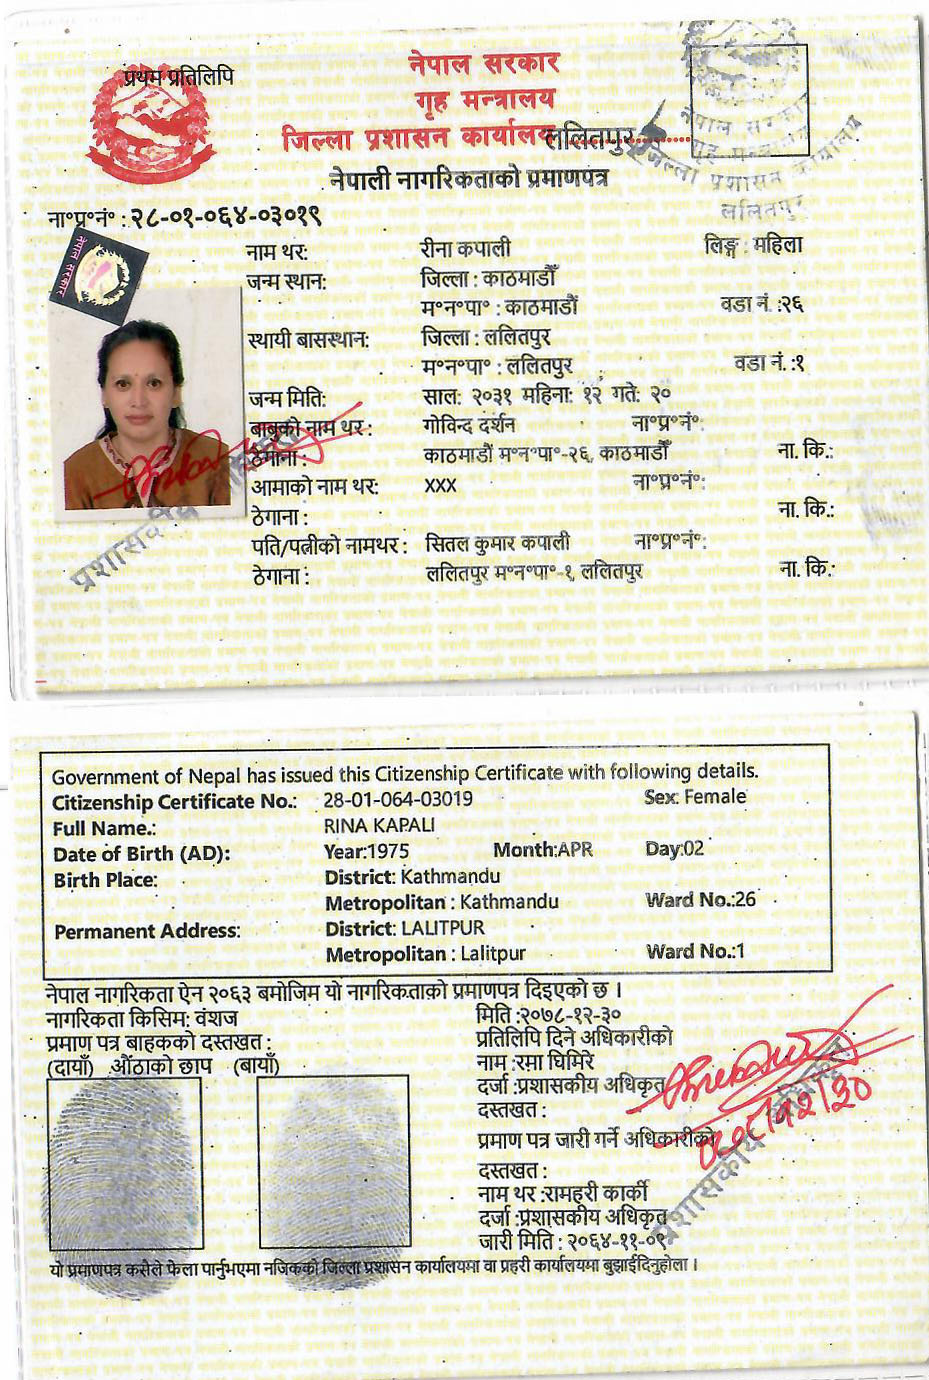 प्रथम प्रतिलिपि
नेपाल सरकार
गृह मन्त्रालय
जिल्ला प्रशासन कार्यालय ललितपुर
नेपाली नागरिकताको प्रमाणपत्र
नेपाल सरकार
गृह मन्त्रालय
जिल्ला प्रशासन कार्यालय
ललितपुर
ना॰प्र॰नं॰ : २८-०१-०६४-०३०१९
नेपाल सरकार
नाम थर: रीना कपाली लिङ्ग : महिला
जन्म स्थान: जिल्ला : काठमाडौँ
म॰न॰पा॰ : काठमाडौं वडा नं. :२६
स्थायी बासस्थान: जिल्ला : ललितपुर
म॰न॰पा॰ : ललितपुर वडा नं. :१
जन्म मिति: साल: २०३१ महिना: १२ गते: २०
बाबुको नाम थर : गोविन्द दर्शन ना॰प्र॰नं॰:
ठेगाना : काठमाडौं म॰न॰पा॰-२६, काठमाडौँ ना. कि.:
आमाको नाम थर: xxx ना॰प्र॰नं॰:
ठेगाना : ना. कि.:
पति/पत्नीको नामथर : सितल कुमार कपाली ना॰प्र॰नं॰:
ठेगाना : ललितपुर म॰न॰पा॰-१, ललितपुर ना. कि.:
प्रशासकीय
Government of Nepal has issued this Citizenship Certificate with following details.
Citizenship Certificate No.: 28-01-064-03019 Sex: Female
Full Name.: RINA KAPALI
Date of Birth (AD): Year:1975 Month:APR Day:02
Birth Place: District: Kathmandu
Metropolitan : Kathmandu Ward No.:26
Permanent Address: District: LALITPUR
Metropolitan : Lalitpur Ward No.:1
नेपाल नागरिकता ऐन २०६३ बमोजिम यो नागरिकताको प्रमाणपत्र दिइएको छ ।
नागरिकता किसिम: वंशज
प्रमाण पत्र बाहकको दस्तखत :
(दायाँ) औंठाको छाप (बायाँ)
मिति :२०७८-१२-३०
प्रतिलिपि दिने अधिकारीको
नाम :रमा घिमिरे
दर्जा :प्रशासकीय अधिकृत
दस्तखत :
प्रमाण पत्र जारी गर्ने अधिकारीको
दस्तखत :
नाम थर :रामहरी कार्की
दर्जा :प्रशासकीय अधिकृत
जारी मिति : २०६४-११-०९
प्रशासकीय अधिकृत
यो प्रमाणपत्र कसैले फेला पार्नुभएमा नजिकको जिल्ला प्रशासन कार्यालयमा वा प्रहरी कार्यालयमा बुझाईदिनुहोला ।